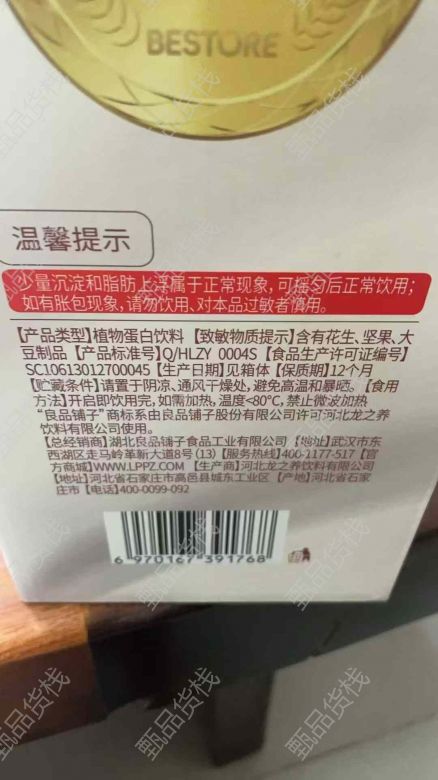 BESTORE
温馨提示
少量沉淀和脂肪上浮属于正常现象，可摇匀后正常饮用；
如有胀包现象，请勿饮用、对本品过敏者慎用。
【产品类型】植物蛋白饮料 【致敏物质提示】含有花生、坚果、大
豆制品 【产品标准号】Q/HLZY 0004S 【食品生产许可证编号】
SC10613012700045 【生产日期】见箱体 【保质期】12个月
【贮藏条件】请置于阴凉、通风干燥处，避免高温和暴晒。 【食用
方法】开启即饮用完，如需加热，温度<80℃，禁止微波加热
“良品铺子”商标系由良品铺子股份有限公司许可河北龙之养
饮料有限公司使用。
【总经销商】湖北良品铺子食品工业有限公司 【地址】武汉市东
西湖区走马岭革新大道8号(13) 【服务热线】400-1177-517 【官
方商城】WWW.LPPZ.COM 【生产商】河北龙之养饮料有限公司
【地址】河北省石家庄市高邑县城东工业区 【产地】河北省石家
庄市 【电话】400-0099-092
6 970167 391768
甄品货栈